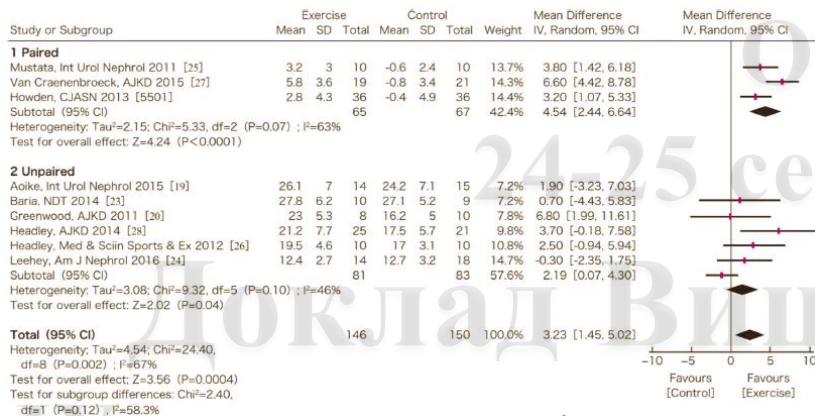 Exercise Control Mean Difference Mean Difference
Study or Subgroup Mean SD Total Mean SD Total Weight IV, Random, 95% CI IV, Random, 95% CI
1 Paired
Mustata, Int Urol Nephrol 2011 [25] 3.2 3 10 -0.6 2.4 10 13.7% 3.80 [1.42, 6.18]
Van Craenenbroeck, AJKD 2015 [27] 5.8 3.6 19 -0.8 3.4 21 14.5% 6.60 [4.42, 8.78]
Howden, CJASN 2013 [5501] 2.8 4.3 36 -0.4 4.9 36 14.4% 3.20 [1.07, 5.33]
Subtotal (95% CI) 65 67 42.4% 4.54 [2.44, 6.64]
Heterogeneity: Tau²=2.15; Chi²=5.33, df=2 (P=0.07) ; I²=63%
Test for overall effect: Z=4.24 (P<0.0001)
2 Unpaired
Aoike, Int Urol Nephrol 2015 [19] 26.1 7 14 24.2 7.1 15 7.2% 1.90 [-3.23, 7.03]
Baria, NDT 2014 [23] 27.8 6.2 10 27.1 5.2 9 7.2% 0.70 [-4.43, 5.83]
Greenwood, AJKD 2011 [20] 23 5.3 8 16.2 5 10 7.8% 6.80 [1.99, 11.61]
Headley, AJKD 2014 [28] 21.2 7.7 25 17.5 5.7 21 9.7% 3.70 [-0.18, 7.58]
Headley, Med & Sciin Sports & Ex 2012 [26] 19.5 4.6 10 17 3.1 10 10.8% 2.50 [-0.94, 5.94]
Leehey, Am J Nephrol 2016 [24] 12.4 2.7 14 12.7 3.2 18 14.7% -0.30 [-2.35, 1.75]
Subtotal (95% CI) 81 83 57.6% 2.19 [0.07, 4.30]
Heterogeneity: Tau²=3.08; Chi²=9.32, df=5 (P=0.10) ; I²=46%
Test for overall effect: Z=2.02 (P=0.04)
Total (95% CI) 146 150 100.0% 3.23 [1.45, 5.02]
Heterogeneity; Tau²=4.54; Chi²=24.40,
df=8 (P=0.002) ; I²=67%
Test for overall effect; Z=3.56 (P=0.0004)
Test for subgroup differences: Chi²=2.40,
df=1 (P=0.12) , I²=58.3%
-10 -5 0 5 10
Favours Favours
[Control] [Exercise]
24-25 се
Доклад Виш